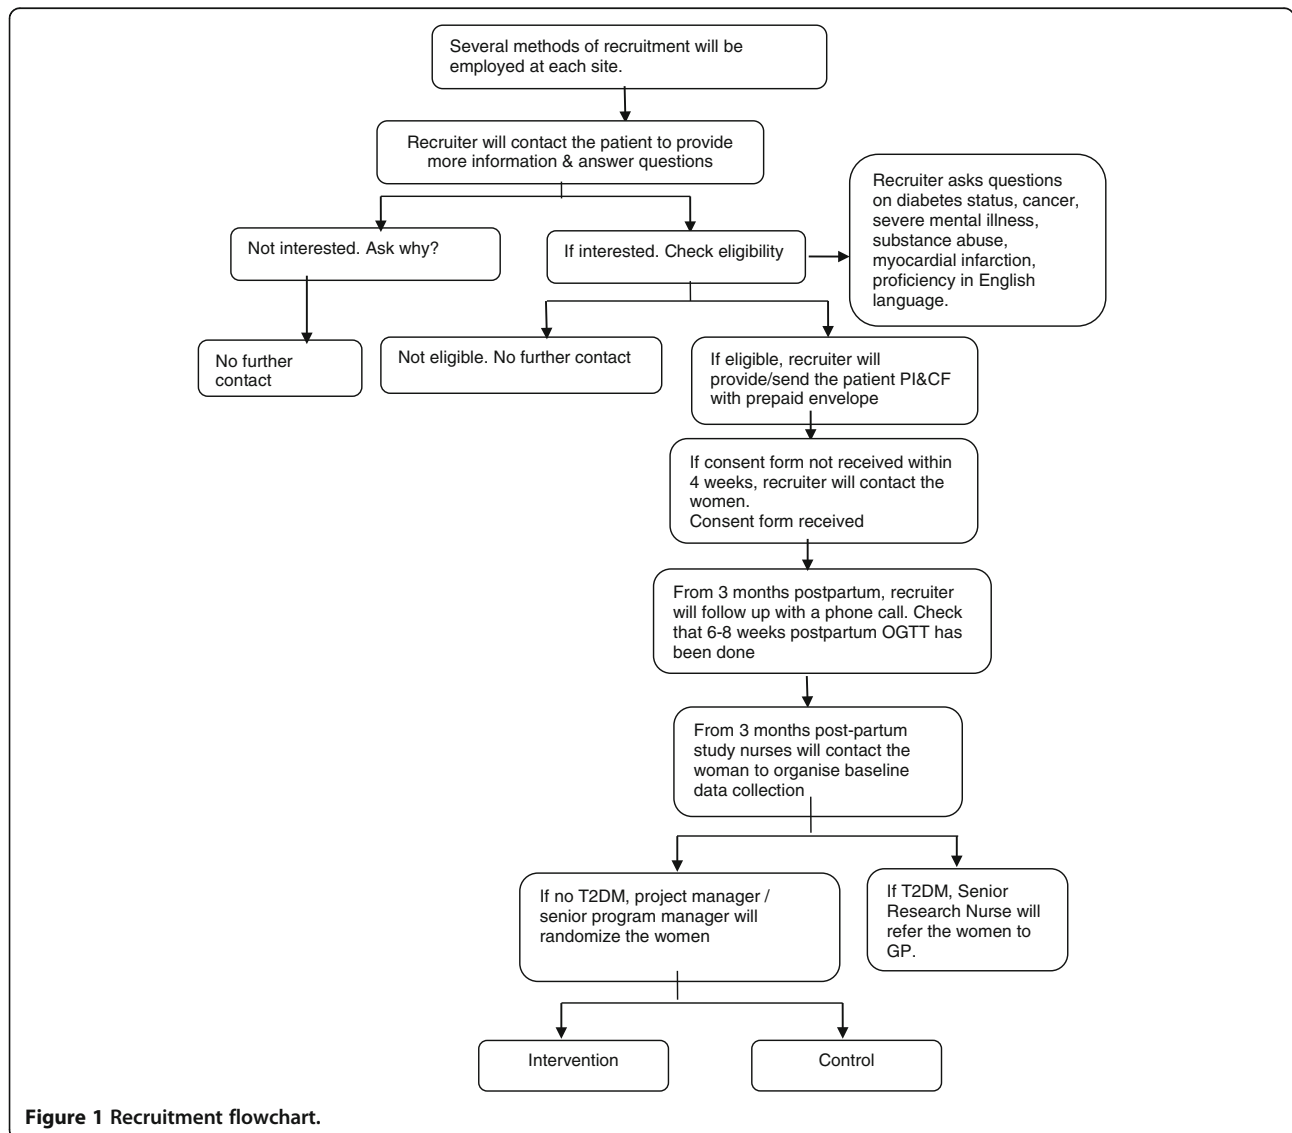 Several methods of recruitment will be
employed at each site.
Recruiter will contact the patient to provide
more information & answer questions
Recruiter asks questions
on diabetes status, cancer,
severe mental illness,
substance abuse,
myocardial infarction,
proficiency in English
language.
Not interested. Ask why?
If interested. Check eligibility
No further
contact
Not eligible. No further contact
If eligible, recruiter will
provide/send the patient PI&CF
with prepaid envelope
If consent form not received within
4 weeks, recruiter will contact the
women.
Consent form received
From 3 months postpartum, recruiter
will follow up with a phone call. Check
that 6-8 weeks postpartum OGTT has
been done
From 3 months post-partum
study nurses will contact the
woman to organise baseline
data collection
If no T2DM, project manager /
senior program manager will
randomize the women
If T2DM, Senior
Research Nurse will
refer the women to
GP.
Intervention
Control
Figure 1 Recruitment flowchart.